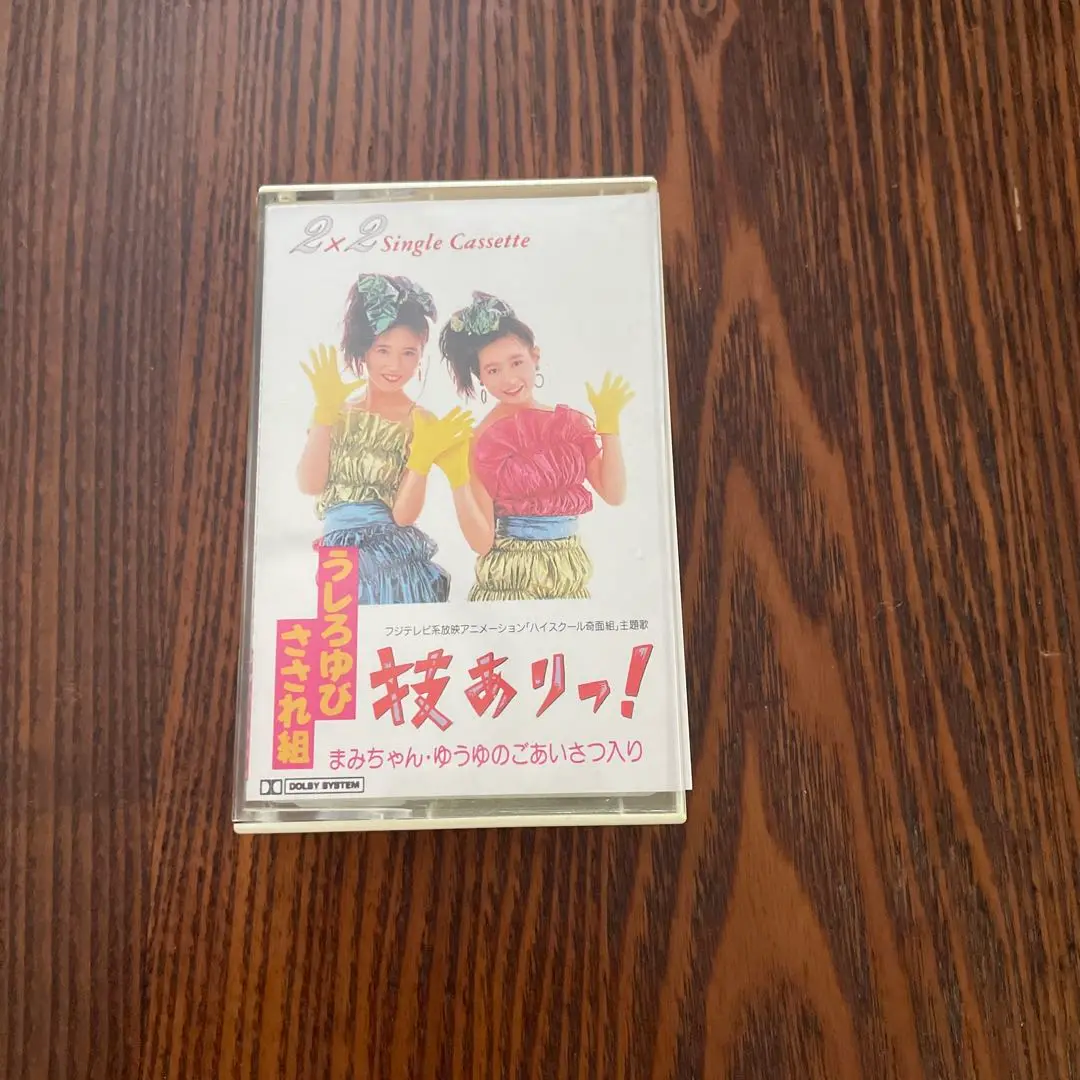 2×2 Single Cassette
うしろゆび
さされ組
フジテレビ系放映アニメーション「ハイスクール奇面組」主題歌
技ありっ!
まみちゃん・ゆうゆのごあいさつ入り
DOLBY SYSTEM